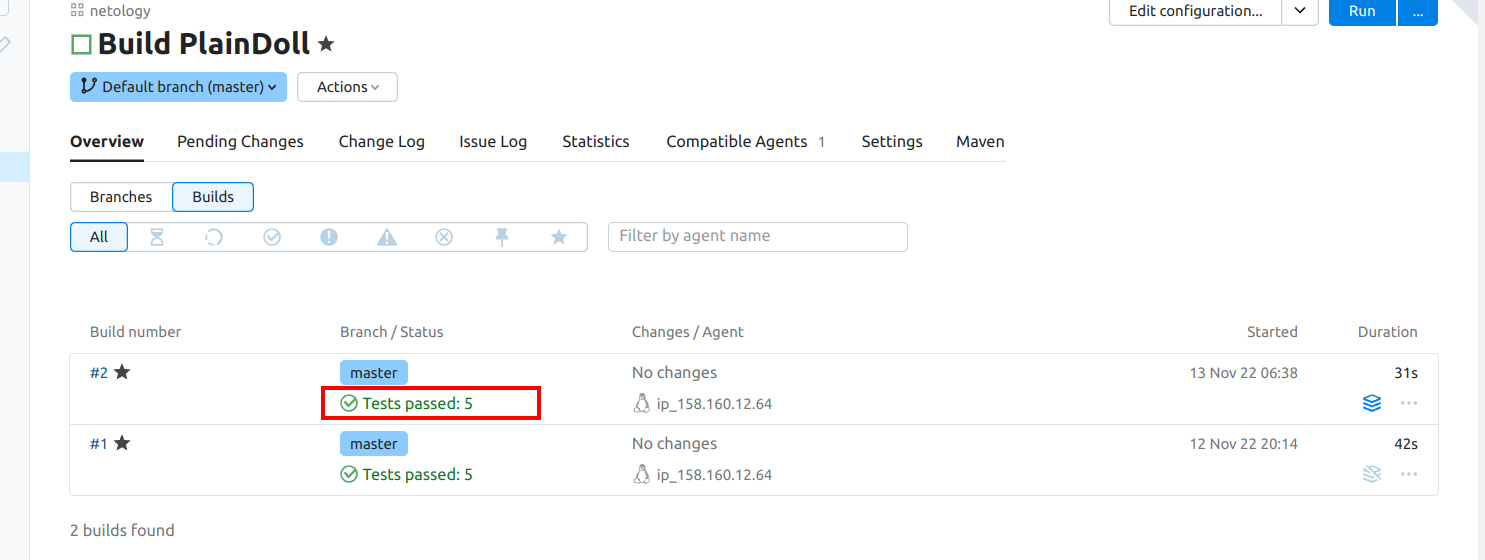 netology
Edit configuration...
Run
...
Build PlainDoll
Default branch (master)
Actions
Overview
Pending Changes
Change Log
Issue Log
Statistics
Compatible Agents 1
Settings
Maven
Branches
Builds
All
Filter by agent name
Build number
Branch / Status
Changes / Agent
Started
Duration
#2
master
No changes
13 Nov 22 06:38
31s
Tests passed: 5
ip_158.160.12.64
#1
master
No changes
12 Nov 22 20:14
42s
Tests passed: 5
ip_158.160.12.64
2 builds found